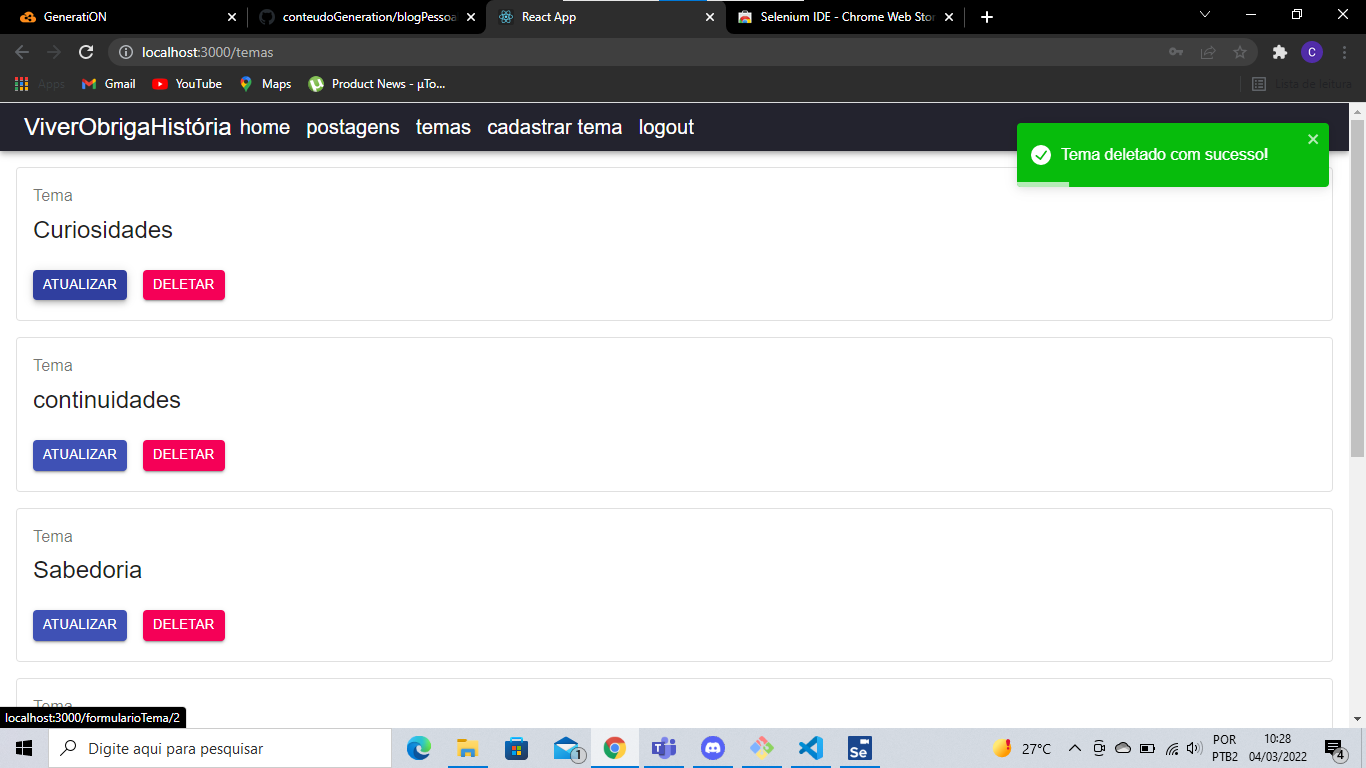 GeneratiON
conteudoGeneration/blogPessoa
React App
Selenium IDE - Chrome Web Stor
localhost:3000/temas
C
Apps
Gmail
YouTube
Maps
Product News - µTo...
Lista de leitura
ViverObrigaHistória home postagens temas cadastrar tema logout
Tema deletado com sucesso!
Tema
Curiosidades
ATUALIZAR DELETAR
Tema
continuidades
ATUALIZAR DELETAR
Tema
Sabedoria
ATUALIZAR DELETAR
Tema
localhost:3000/formularioTema/2
Digite aqui para pesquisar
1
Se
27°C
POR
PTB2
10:28
04/03/2022
4